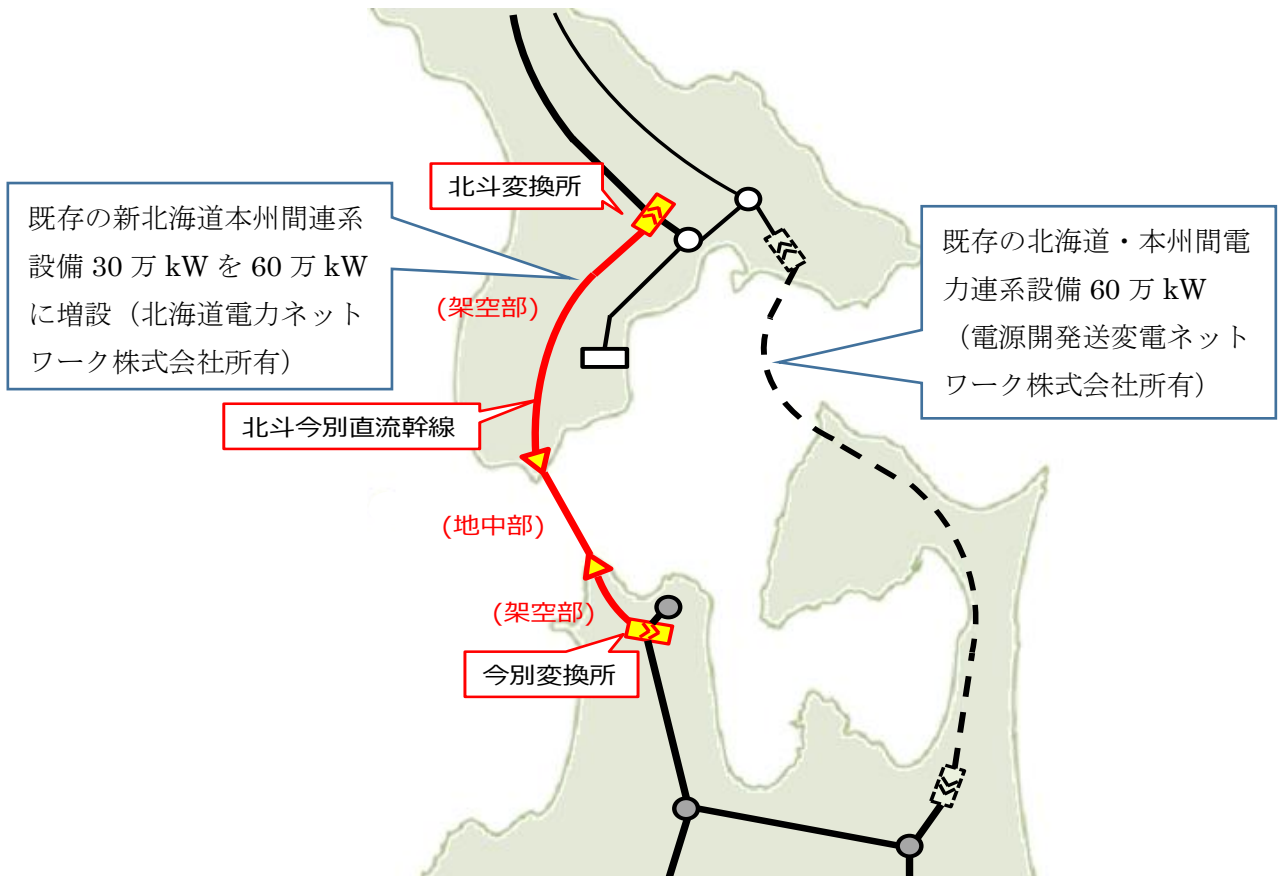 北斗変換所
既存の新北海道本州間連系
設備 30 万 kW を 60 万 kW
に増設（北海道電力ネット
ワーク株式会社所有）
既存の北海道・本州間電
力連系設備 60 万 kW
（電源開発送変電ネット
ワーク株式会社所有）
(架空部)
北斗今別直流幹線
(地中部)
(架空部)
今別変換所